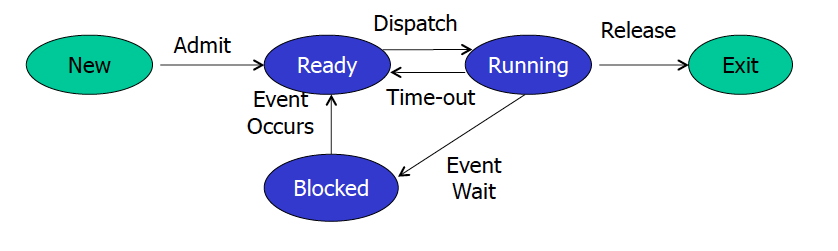 Dispatch
Admit
Release
New
Ready
Running
Exit
Time-out
Event
Occurs
Event
Wait
Blocked